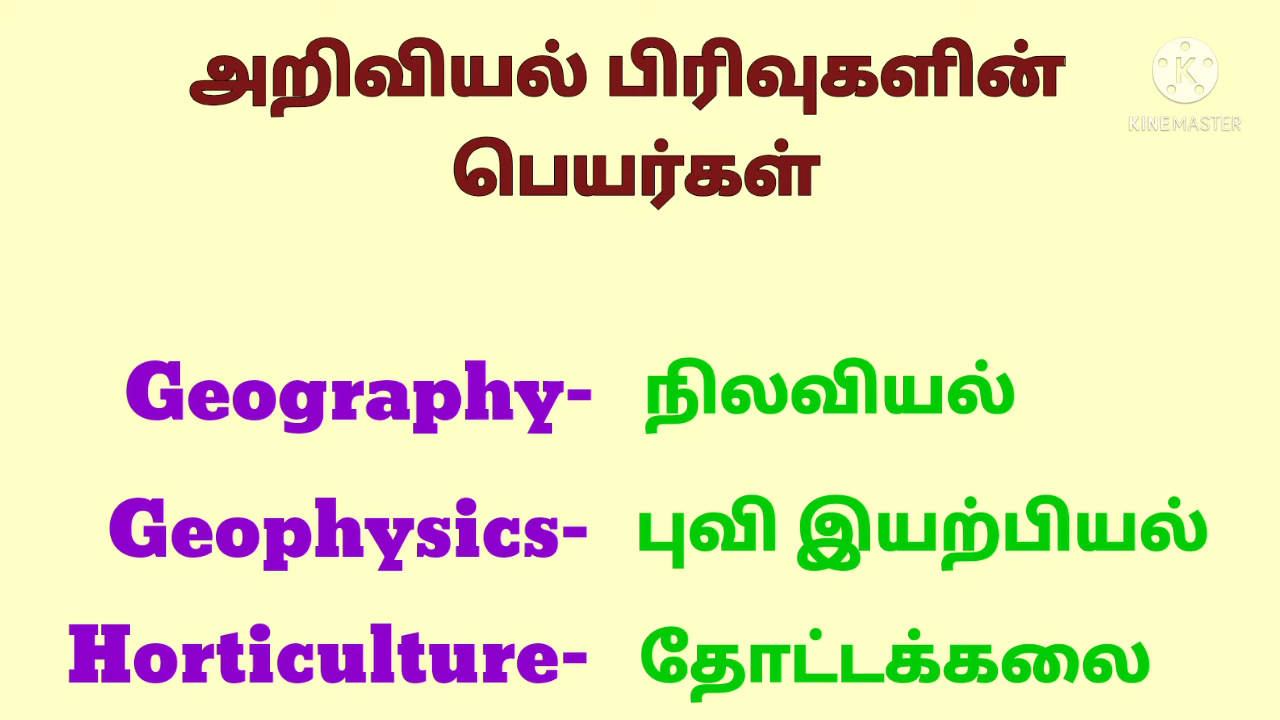 அறிவியல் பிரிவுகளின்
பெயர்கள்
K
KINEMASTER
Geography- நிலவியல்
Geophysics- புவி இயற்பியல்
Horticulture- தோட்டக்கலை